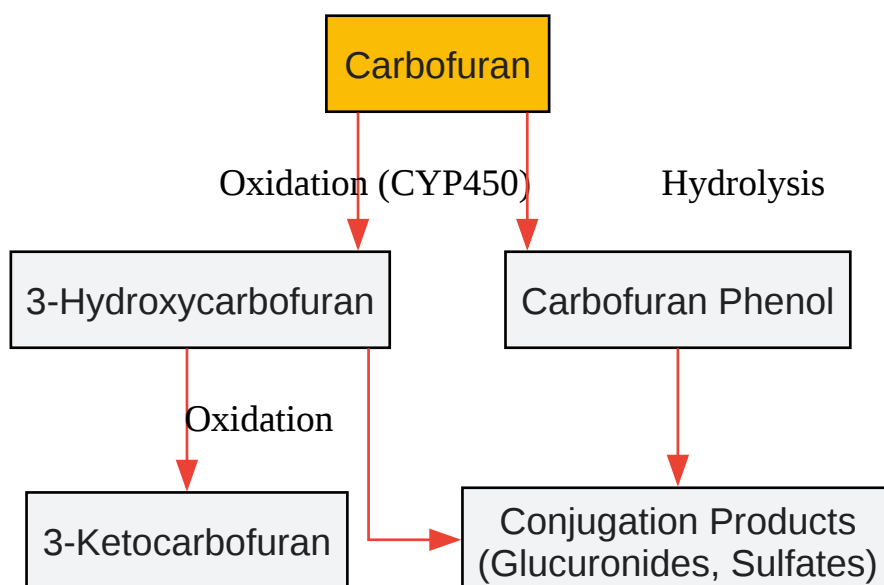 Carbofuran
Oxidation (CYP450)
Hydrolysis
3-Hydroxycarbofuran
Carbofuran Phenol
Oxidation
3-Ketocarbofuran
Conjugation Products
(Glucuronides, Sulfates)